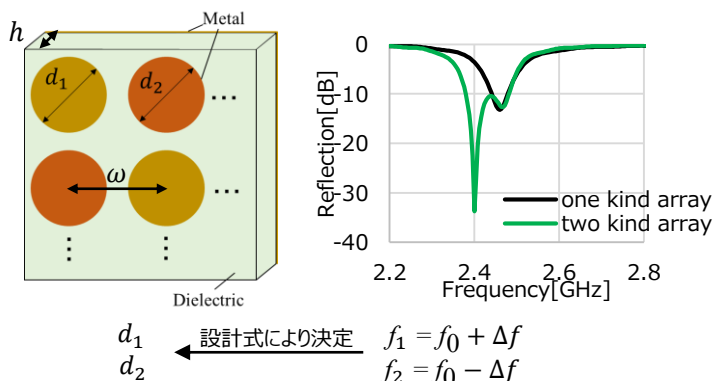 h
Metal
d₁
d₂
...
ω
...
⋮
⋮
Dielectric
Reflection[dB]
0
-10
-20
-30
-40
one kind array
two kind array
2.2
2.4
2.6
2.8
Frequency[GHz]
d₁
設計式により決定
f₁ = f₀ + Δf
d₂
f₂ = f₀ − Δf